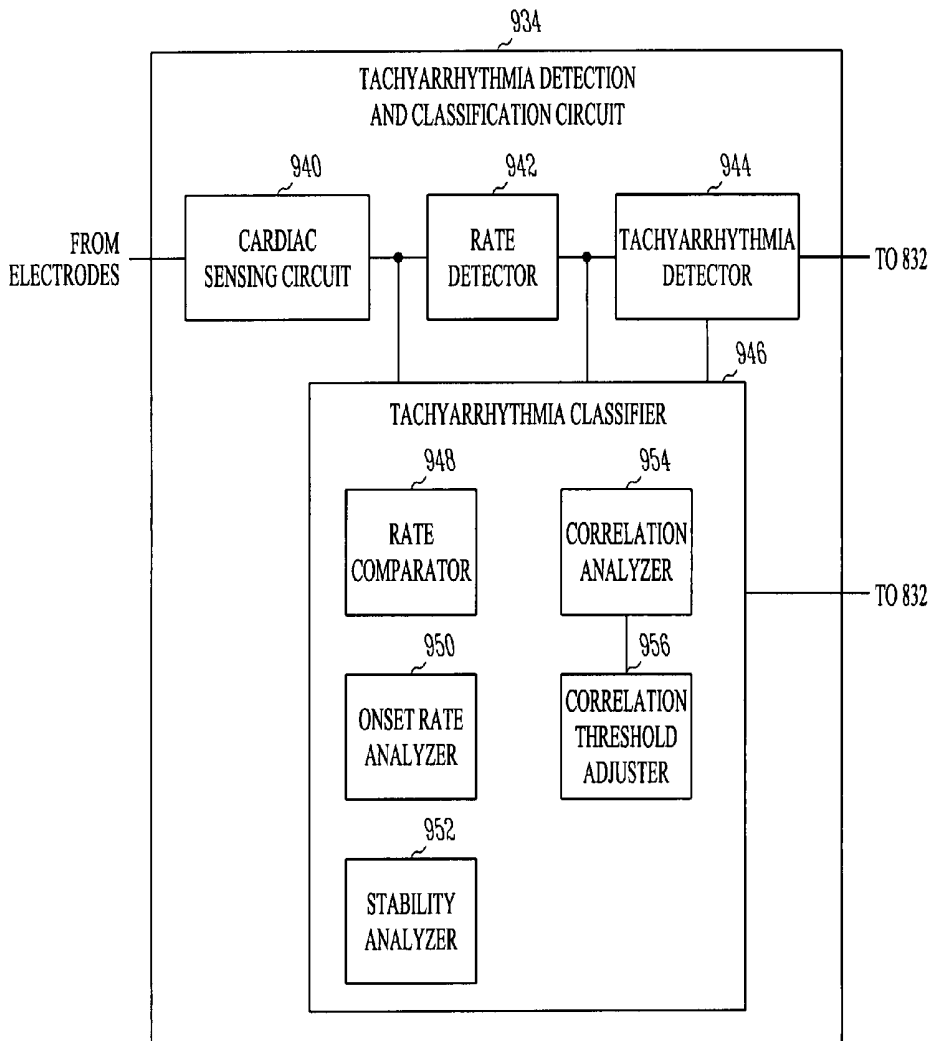 934
TACHYARRHYTHMIA DETECTION
AND CLASSIFICATION CIRCUIT
940
942
944
FROM
ELECTRODES
CARDIAC
SENSING CIRCUIT
RATE
DETECTOR
TACHYARRHYTHMIA
DETECTOR
TO 832
946
TACHYARRHYTHMIA CLASSIFIER
948
954
RATE
COMPARATOR
CORRELATION
ANALYZER
TO 832
950
956
ONSET RATE
ANALYZER
CORRELATION
THRESHOLD
ADJUSTER
952
STABILITY
ANALYZER